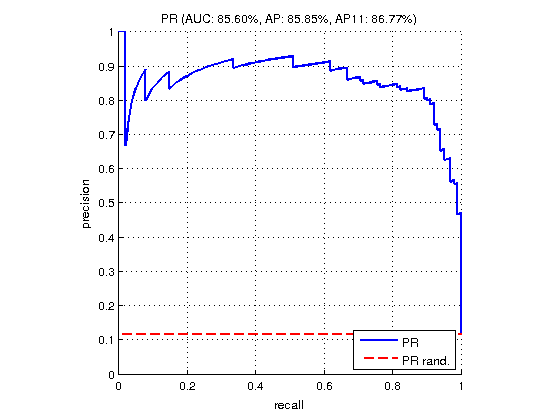 PR (AUC: 85.60%, AP: 85.85%, AP11: 86.77%)
1
0.9
0.8
0.7
0.6
0.5
0.4
0.3
0.2
0.1
0
precision
0 0.2 0.4 0.6 0.8 1
recall
PR
PR rand.